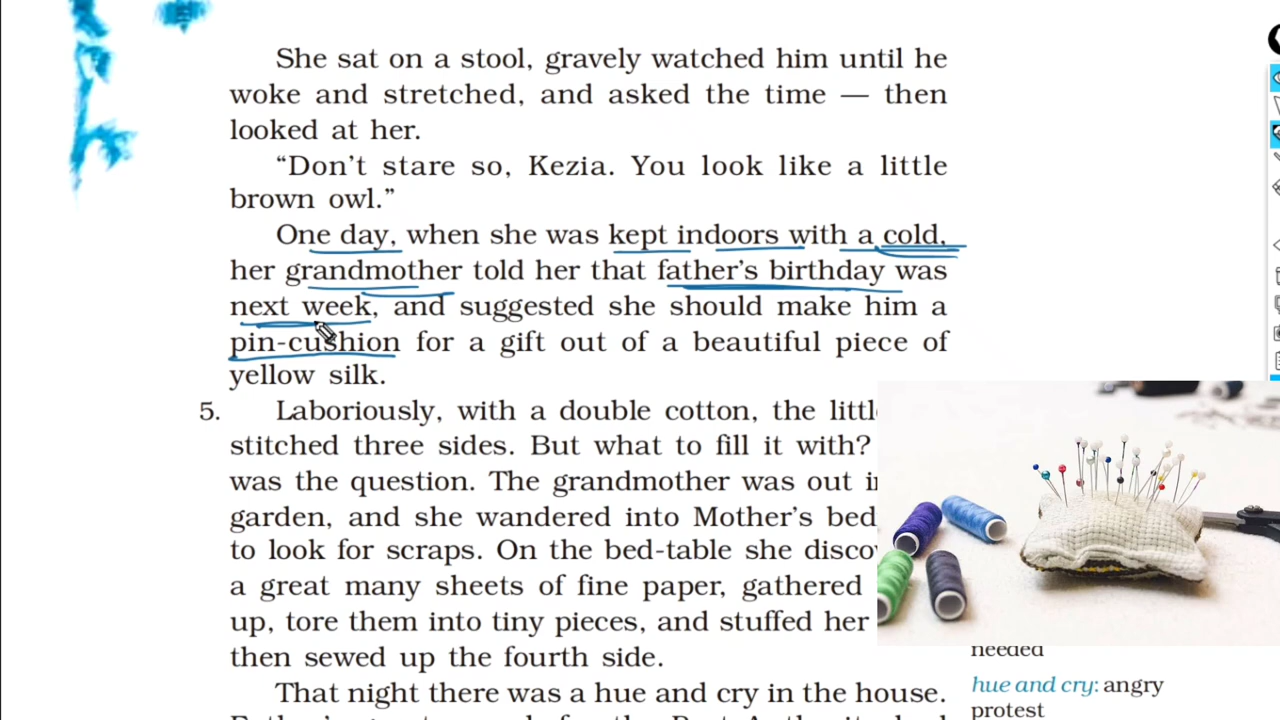 She sat on a stool, gravely watched him until he
woke and stretched, and asked the time — then
looked at her.
“Don’t stare so, Kezia. You look like a little
brown owl.”
One day, when she was kept indoors with a cold,
her grandmother told her that father’s birthday was
next week, and suggested she should make him a
pin-cushion for a gift out of a beautiful piece of
yellow silk.
5. Laboriously, with a double cotton, the
stitched three sides. But what to fill it with?
was the question. The grandmother was out
garden, and she wandered into Mother’s
to look for scraps. On the bed-table she
a great many sheets of fine paper, gathered
up, tore them into tiny pieces, and stuffed her
then sewed up the fourth side.
That night there was a hue and cry in the house.
needed
hue and cry: angry
protest